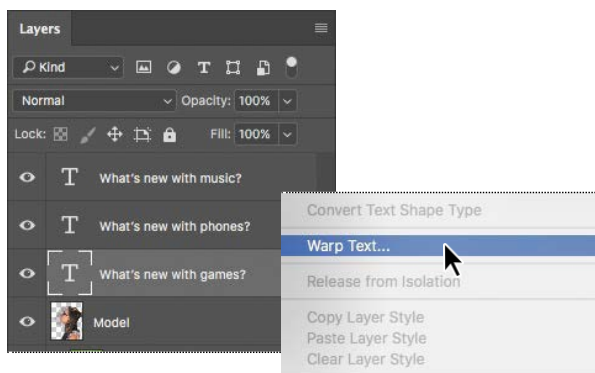 Layers
Kind
Normal Opacity: 100%
Lock: Fill: 100%
T What's new with music?
T What's new with phones?
T What's new with games?
Model
Convert Text Shape Type
Warp Text...
Release from Isolation
Copy Layer Style
Paste Layer Style
Clear Layer Style